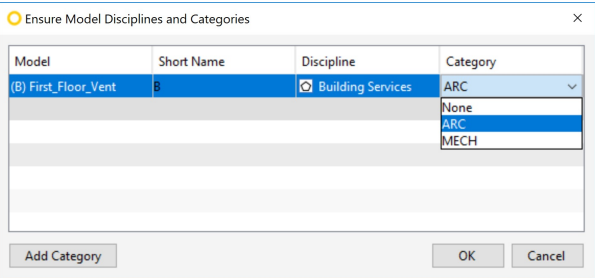 Ensure Model Disciplines and Categories
Model Short Name Discipline Category
(B) First_Floor_Vent B Building Services ARC
None
ARC
MECH
Add Category OK Cancel